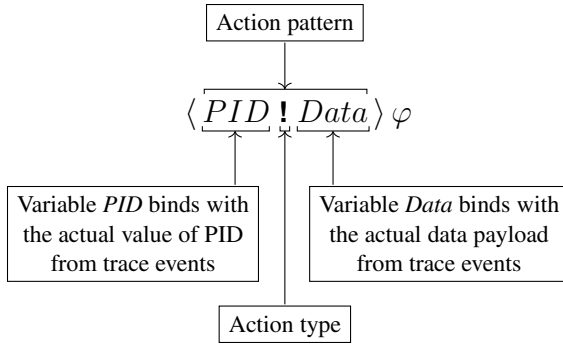 Action pattern
⟨ PID ! Data ⟩ φ
Variable PID binds with
the actual value of PID
from trace events
Variable Data binds with
the actual data payload
from trace events
Action type